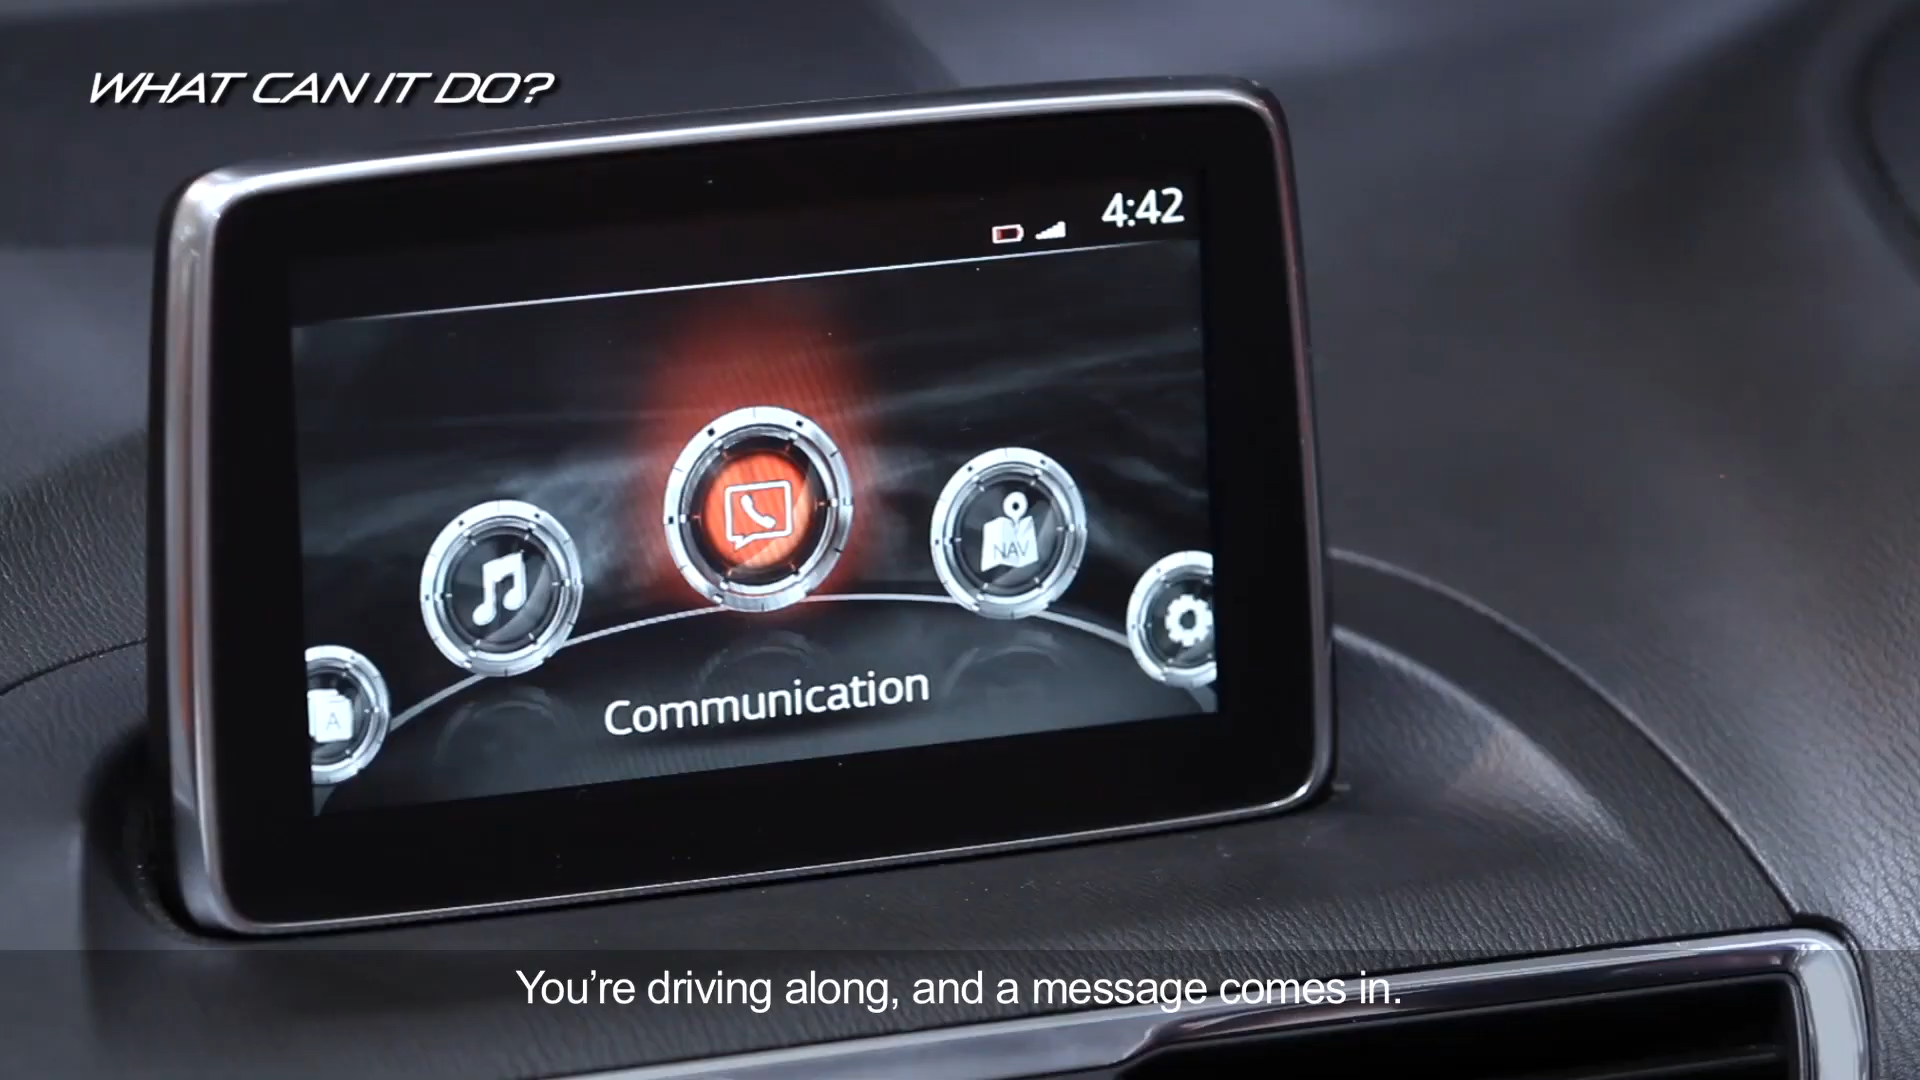 WHAT CAN IT DO?
4:42
NAV
A
Communication
You’re driving along, and a message comes in.